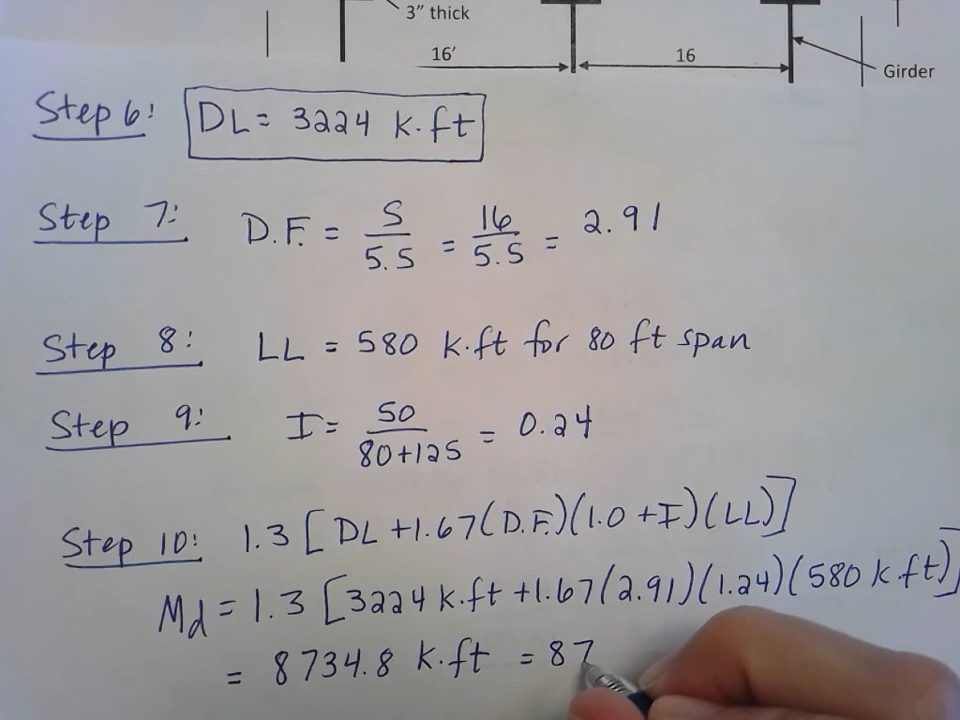 3" thick
16' 16
Girder
Step 6: DL = 3224 k.ft
Step 7: D.F. = S/5.5 = 16/5.5 = 2.91
Step 8: LL = 580 k.ft for 80 ft span
Step 9: I = 50/80+125 = 0.24
Step 10: 1.3 [DL +1.67(D.F.)(1.0 +I)(LL)]
Md = 1.3 [3224 k.ft +1.67(2.91)(1.24)(580 k.ft)]
= 8734.8 k.ft = 87